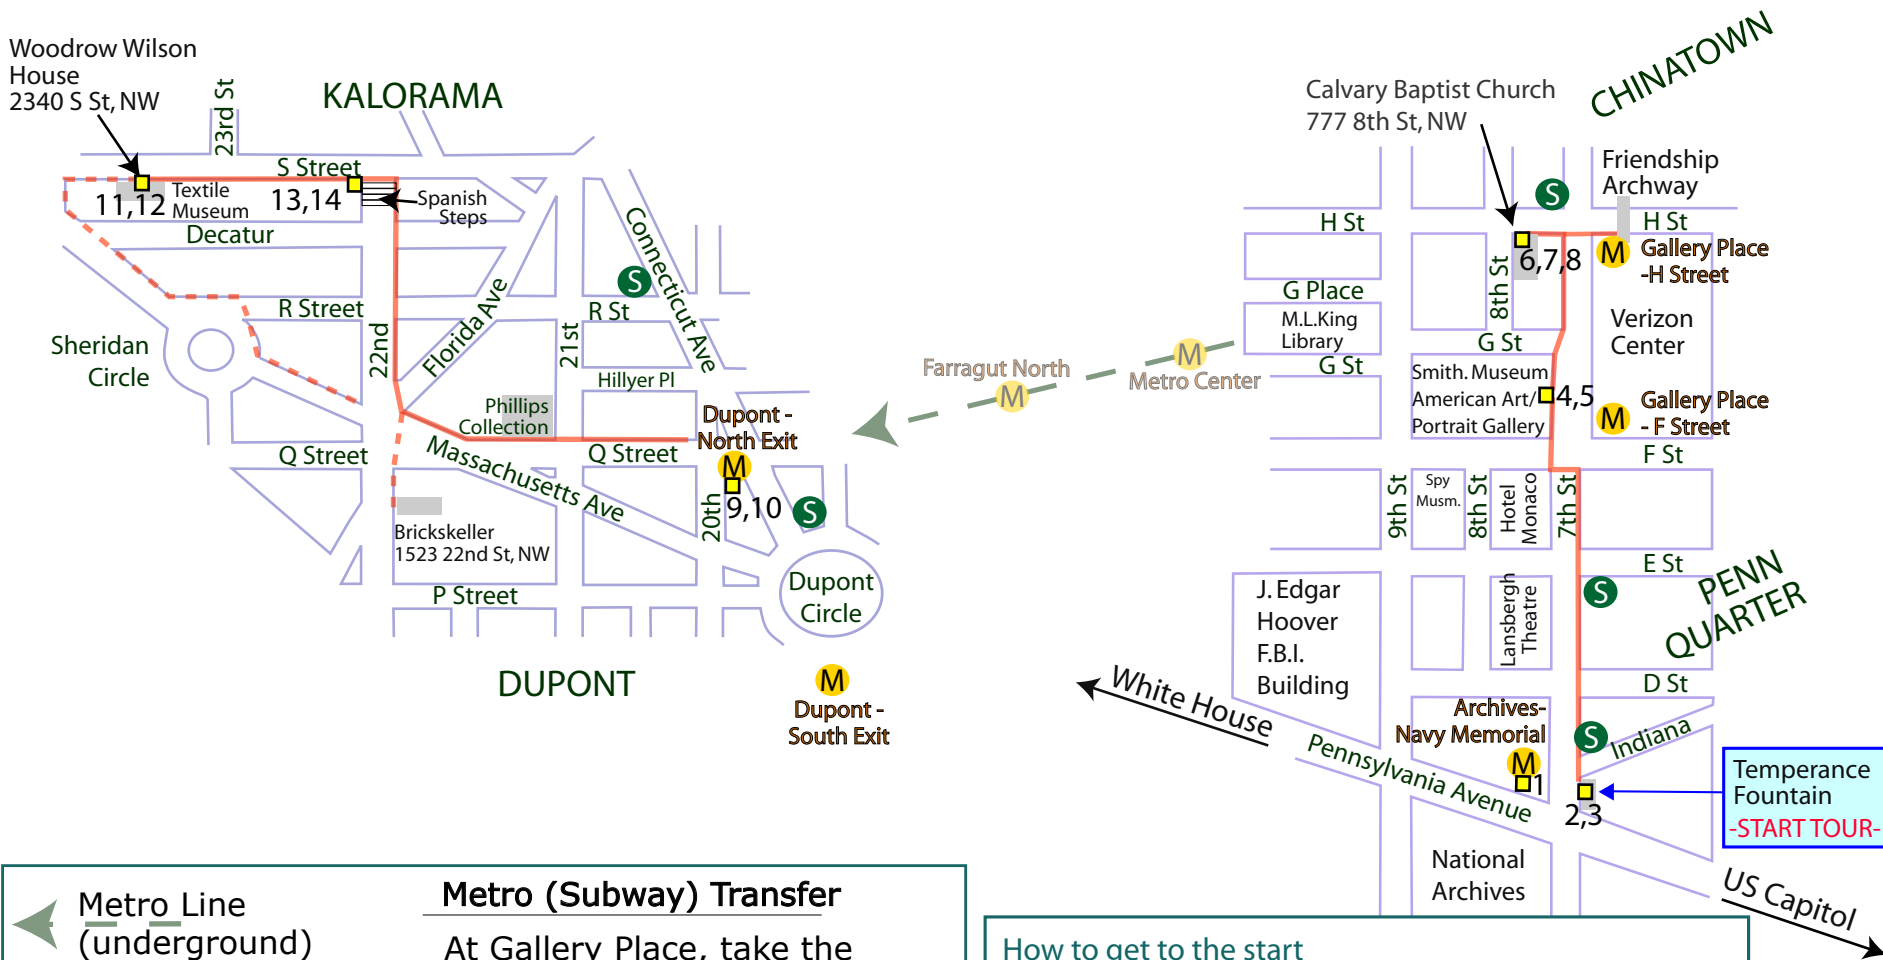 Woodrow Wilson
House
2340 S St, NW
23rd St
KALORAMA
S Street
11,12
Textile
Museum
13,14
Spanish
Steps
Decatur
Connecticut Ave
S
R Street
R St
22nd
Florida Ave
21st
Sheridan
Circle
Hillyer Pl
Phillips
Collection
Dupont -
North Exit
M
Q Street
Massachusetts Ave
Q Street
20th
9,10
S
Brickskeller
1523 22nd St, NW
P Street
Dupont
Circle
DUPONT
M
Dupont -
South Exit
Farragut North
M
M
Metro Center
CHINATOWN
Calvary Baptist Church
777 8th St, NW
Friendship
Archway
S
H St
H St
6,7,8
M
Gallery Place
-H Street
8th St
G Place
M.L.King
Library
Verizon
Center
G St
G St
Smith. Museum
American Art/
Portrait Gallery
4,5
M
Gallery Place
- F Street
F St
9th St
Spy
Musm.
8th St
Hotel
Monaco
7th St
E St
PENN
QUARTER
S
J. Edgar
Hoover
F.B.I.
Building
Lansbergh
Theatre
D St
White House
Archives-
Navy Memorial
M
1
S
Indiana
Pennsylvania Avenue
2,3
Temperance
Fountain
-START TOUR-
National
Archives
US Capitol
Metro Line
(underground)
Metro (Subway) Transfer
At Gallery Place, take the
How to get to the start